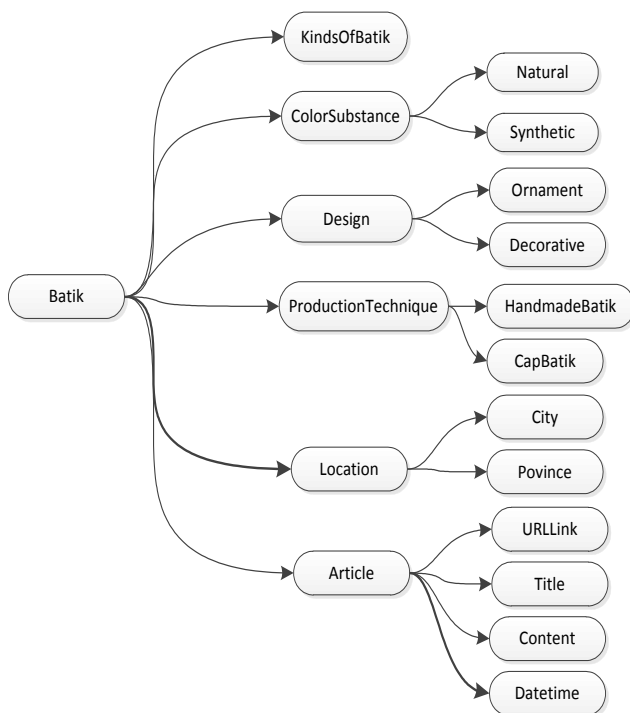 KindsOfBatik
Natural
ColorSubstance
Synthetic
Ornament
Design
Decorative
Batik
ProductionTechnique
HandmadeBatik
CapBatik
City
Location
Povince
URLLink
Article
Title
Content
Datetime